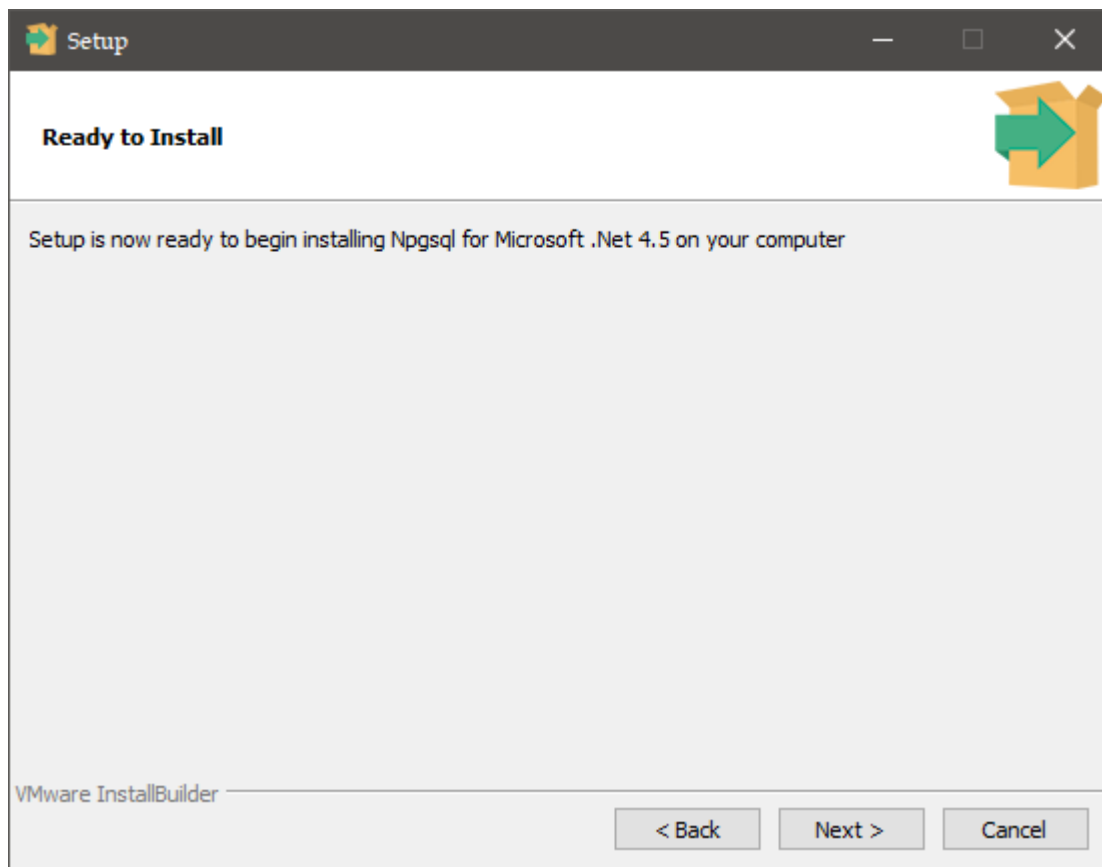 Setup
Ready to Install
Setup is now ready to begin installing Npgsql for Microsoft .Net 4.5 on your computer
VMware InstallBuilder
< Back
Next >
Cancel